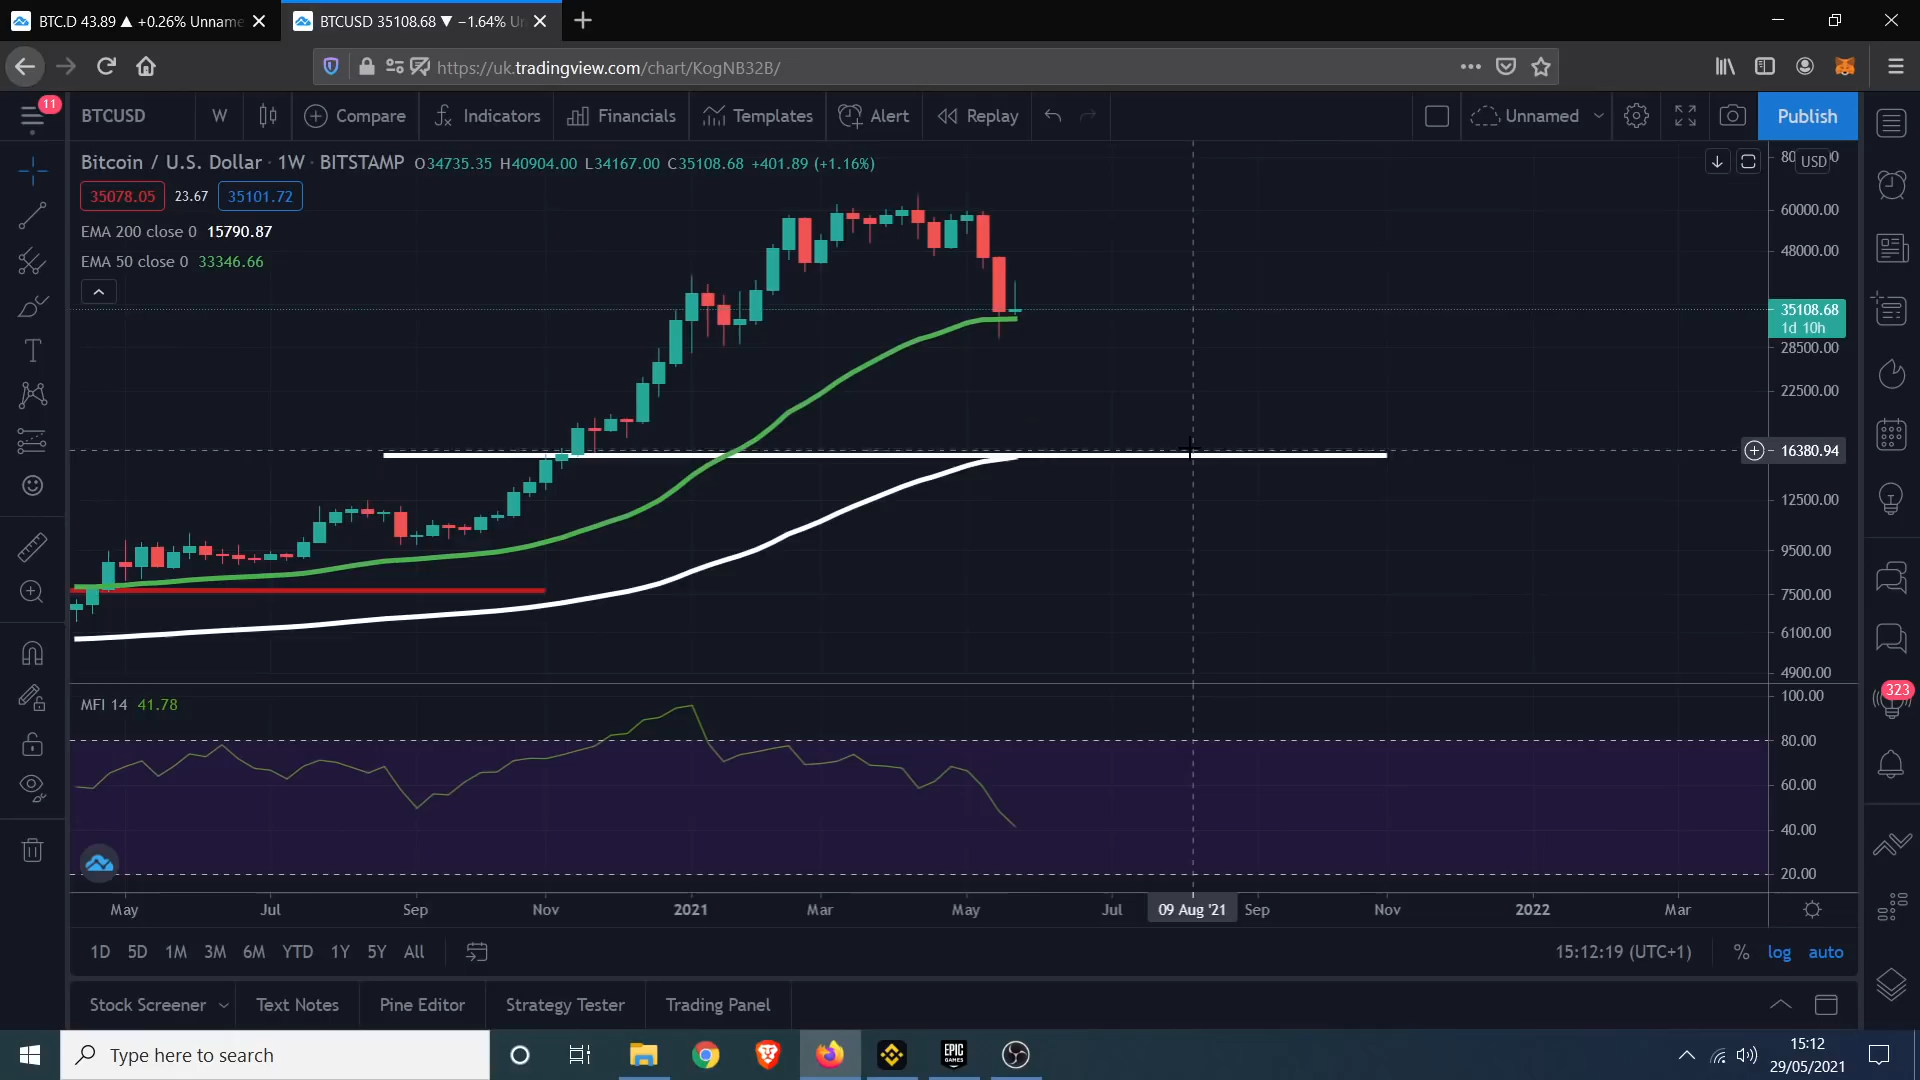 BTC.D 43.89 ▲ +0.26% Unname
BTCUSD 35108.68 ▼ −1.64% Un
https://uk.tradingview.com/chart/KogNB32B/
11
BTCUSD W Compare Indicators Financials Templates Alert Replay Unnamed Publish
Bitcoin / U.S. Dollar · 1W · BITSTAMP O34735.35 H40904.00 L34167.00 C35108.68 +401.89 (+1.16%)
35078.05 23.67 35101.72
EMA 200 close 0 15790.87
EMA 50 close 0 33346.66
USD
60000.00
48000.00
35108.68
1d 10h
28500.00
22500.00
16380.94
12500.00
9500.00
7500.00
6100.00
4900.00
MFI 14 41.78
100.00
80.00
60.00
40.00
20.00
323
May Jul Sep Nov 2021 Mar May Jul 09 Aug '21 Sep Nov 2022 Mar
1D 5D 1M 3M 6M YTD 1Y 5Y All 15:12:19 (UTC+1) % log auto
Stock Screener Text Notes Pine Editor Strategy Tester Trading Panel
Type here to search
EPIC
GAMES
15:12
29/05/2021